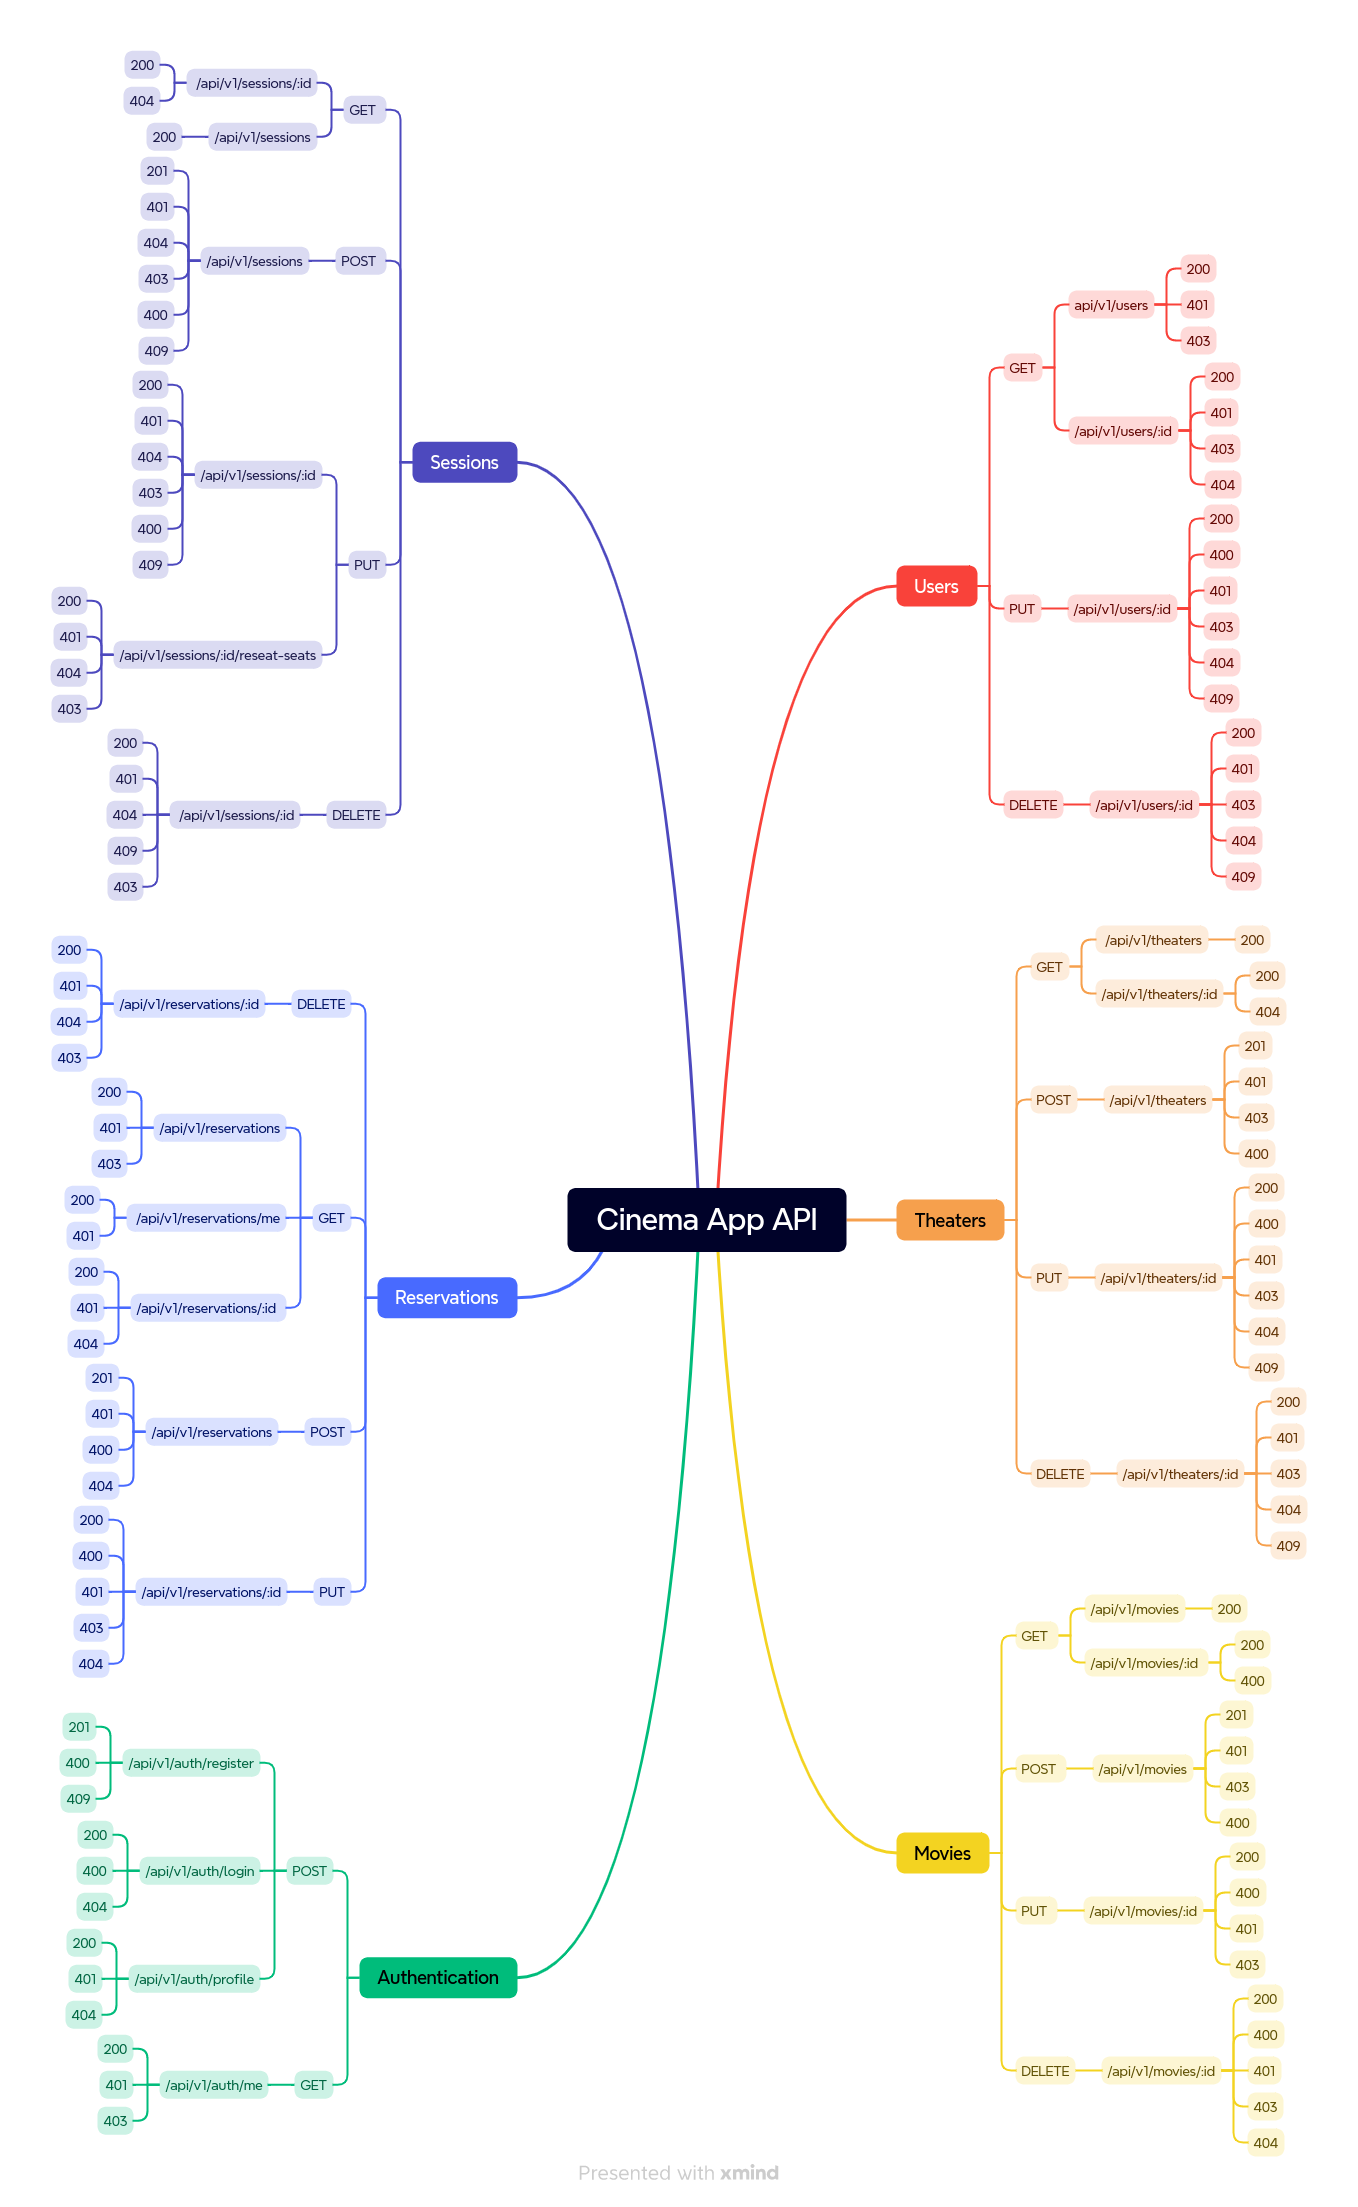 Cinema App API
Users
GET
api/v1/users
200
401
403
/api/v1/users/:id
200
401
403
404
PUT
/api/v1/users/:id
200
400
401
403
404
409
DELETE
/api/v1/users/:id
200
401
403
404
409
Theaters
GET
/api/v1/theaters
200
/api/v1/theaters/:id
200
404
POST
/api/v1/theaters
201
401
403
400
PUT
/api/v1/theaters/:id
200
400
401
403
404
409
DELETE
/api/v1/theaters/:id
200
401
403
404
409
Movies
GET
/api/v1/movies
200
/api/v1/movies/:id
200
400
POST
/api/v1/movies
201
401
403
400
PUT
/api/v1/movies/:id
200
400
401
403
DELETE
/api/v1/movies/:id
200
400
401
403
404
Sessions
GET
/api/v1/sessions/:id
200
404
/api/v1/sessions
200
POST
/api/v1/sessions
201
401
404
403
400
409
PUT
/api/v1/sessions/:id
200
401
404
403
400
409
/api/v1/sessions/:id/reseat-seats
200
401
404
403
DELETE
/api/v1/sessions/:id
200
401
404
409
403
Reservations
DELETE
/api/v1/reservations/:id
200
401
404
403
GET
/api/v1/reservations
200
401
403
/api/v1/reservations/me
200
401
/api/v1/reservations/:id
200
401
404
POST
/api/v1/reservations
201
401
400
404
PUT
/api/v1/reservations/:id
200
400
401
403
404
Authentication
POST
/api/v1/auth/register
201
400
409
/api/v1/auth/login
200
400
404
/api/v1/auth/profile
200
401
404
GET
/api/v1/auth/me
200
401
403
Presented with xmind